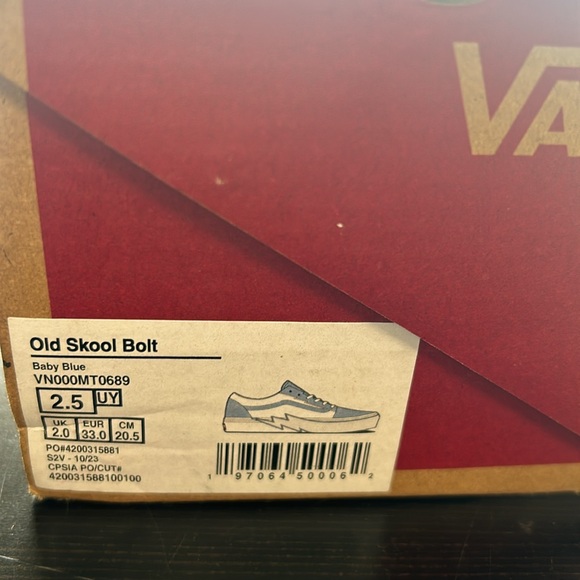 VA
Old Skool Bolt
Baby Blue
VN000MT0689
2.5 UY
UK EUR CM
2.0 33.0 20.5
PO#4200315881
S2V - 10/23
CPSIA PO/CUT#
420031588100100
1 97064 50006 2